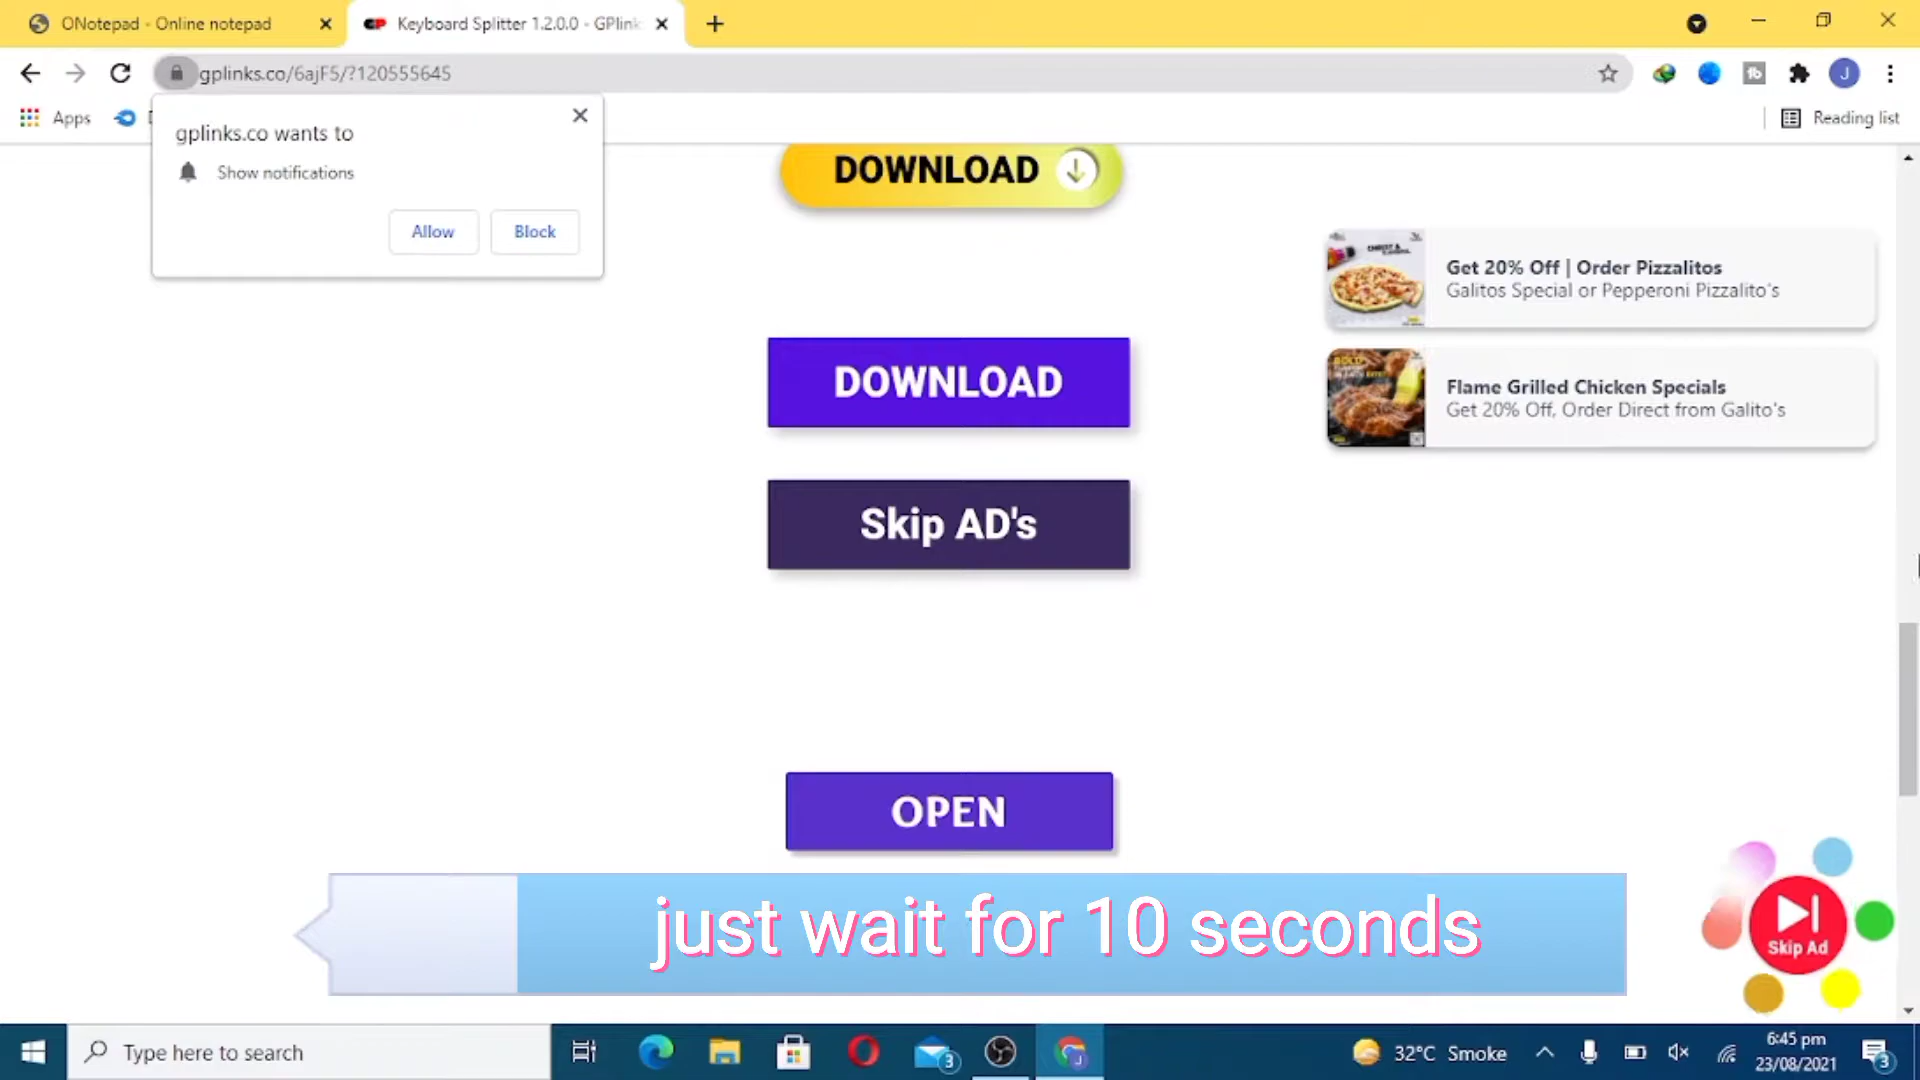 ONotepad - Online notepad
Keyboard Splitter 1.2.0.0 - GPlink
gplinks.co/6ajF5/?120555645
J
Apps
Reading list
gplinks.co wants to
Show notifications
Allow
Block
DOWNLOAD
DOWNLOAD
Skip AD's
OPEN
Get 20% Off | Order Pizzalitos
Galitos Special or Pepperoni Pizzalito's
Flame Grilled Chicken Specials
Get 20% Off, Order Direct from Galito's
just wait for 10 seconds
Skip Ad
Type here to search
3
32°C Smoke
6:45 pm
23/08/2021
3